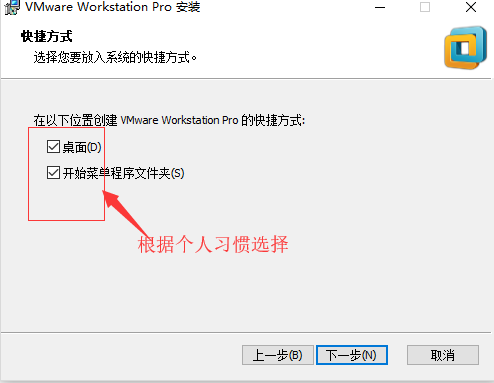 VMware Workstation Pro 安装
快捷方式
选择您要放入系统的快捷方式。
在以下位置创建 VMware Workstation Pro 的快捷方式:
桌面(D)
开始菜单程序文件夹(S)
根据个人习惯选择
上一步(B) 下一步(N) 取消